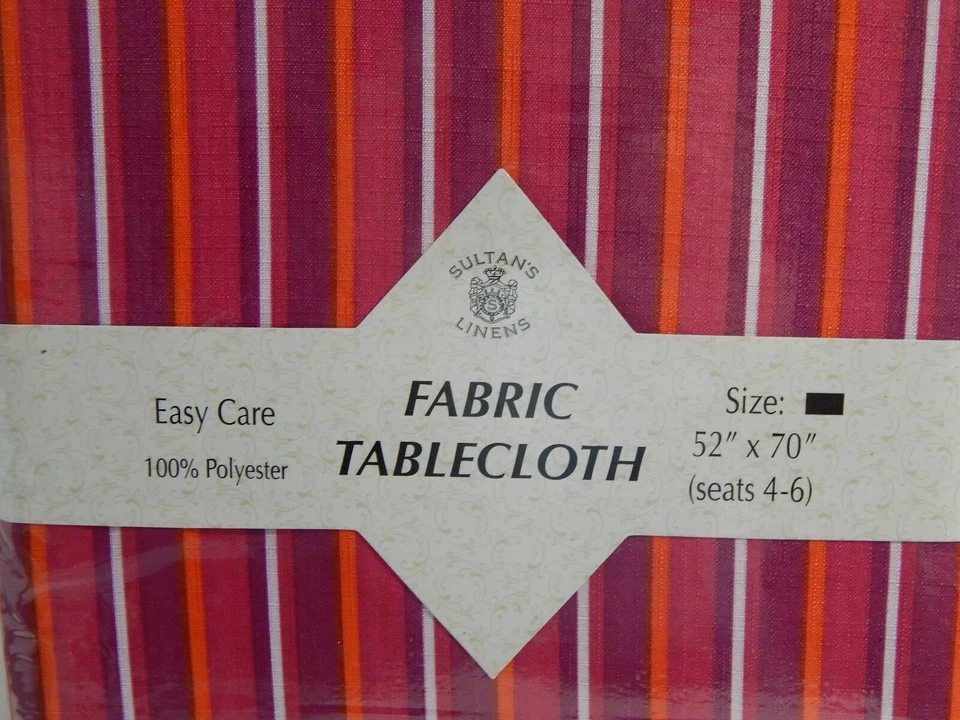 SULTAN'S
LINENS
S
FABRIC
TABLECLOTH
Easy Care
100% Polyester
Size:
52" x 70"
(seats 4-6)